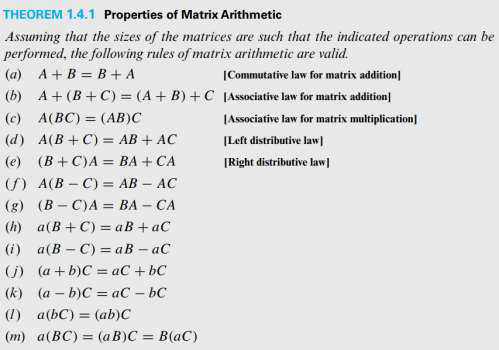 THEOREM 1.4.1 Properties of Matrix Arithmetic
Assuming that the sizes of the matrices are such that the indicated operations can be
performed, the following rules of matrix arithmetic are valid.
(a) A + B = B + A [Commutative law for matrix addition]
(b) A + (B + C) = (A + B) + C [Associative law for matrix addition]
(c) A(BC) = (AB)C [Associative law for matrix multiplication]
(d) A(B + C) = AB + AC [Left distributive law]
(e) (B + C)A = BA + CA [Right distributive law]
(f) A(B − C) = AB − AC
(g) (B − C)A = BA − CA
(h) a(B + C) = aB + aC
(i) a(B − C) = aB − aC
(j) (a + b)C = aC + bC
(k) (a − b)C = aC − bC
(l) a(bC) = (ab)C
(m) a(BC) = (aB)C = B(aC)